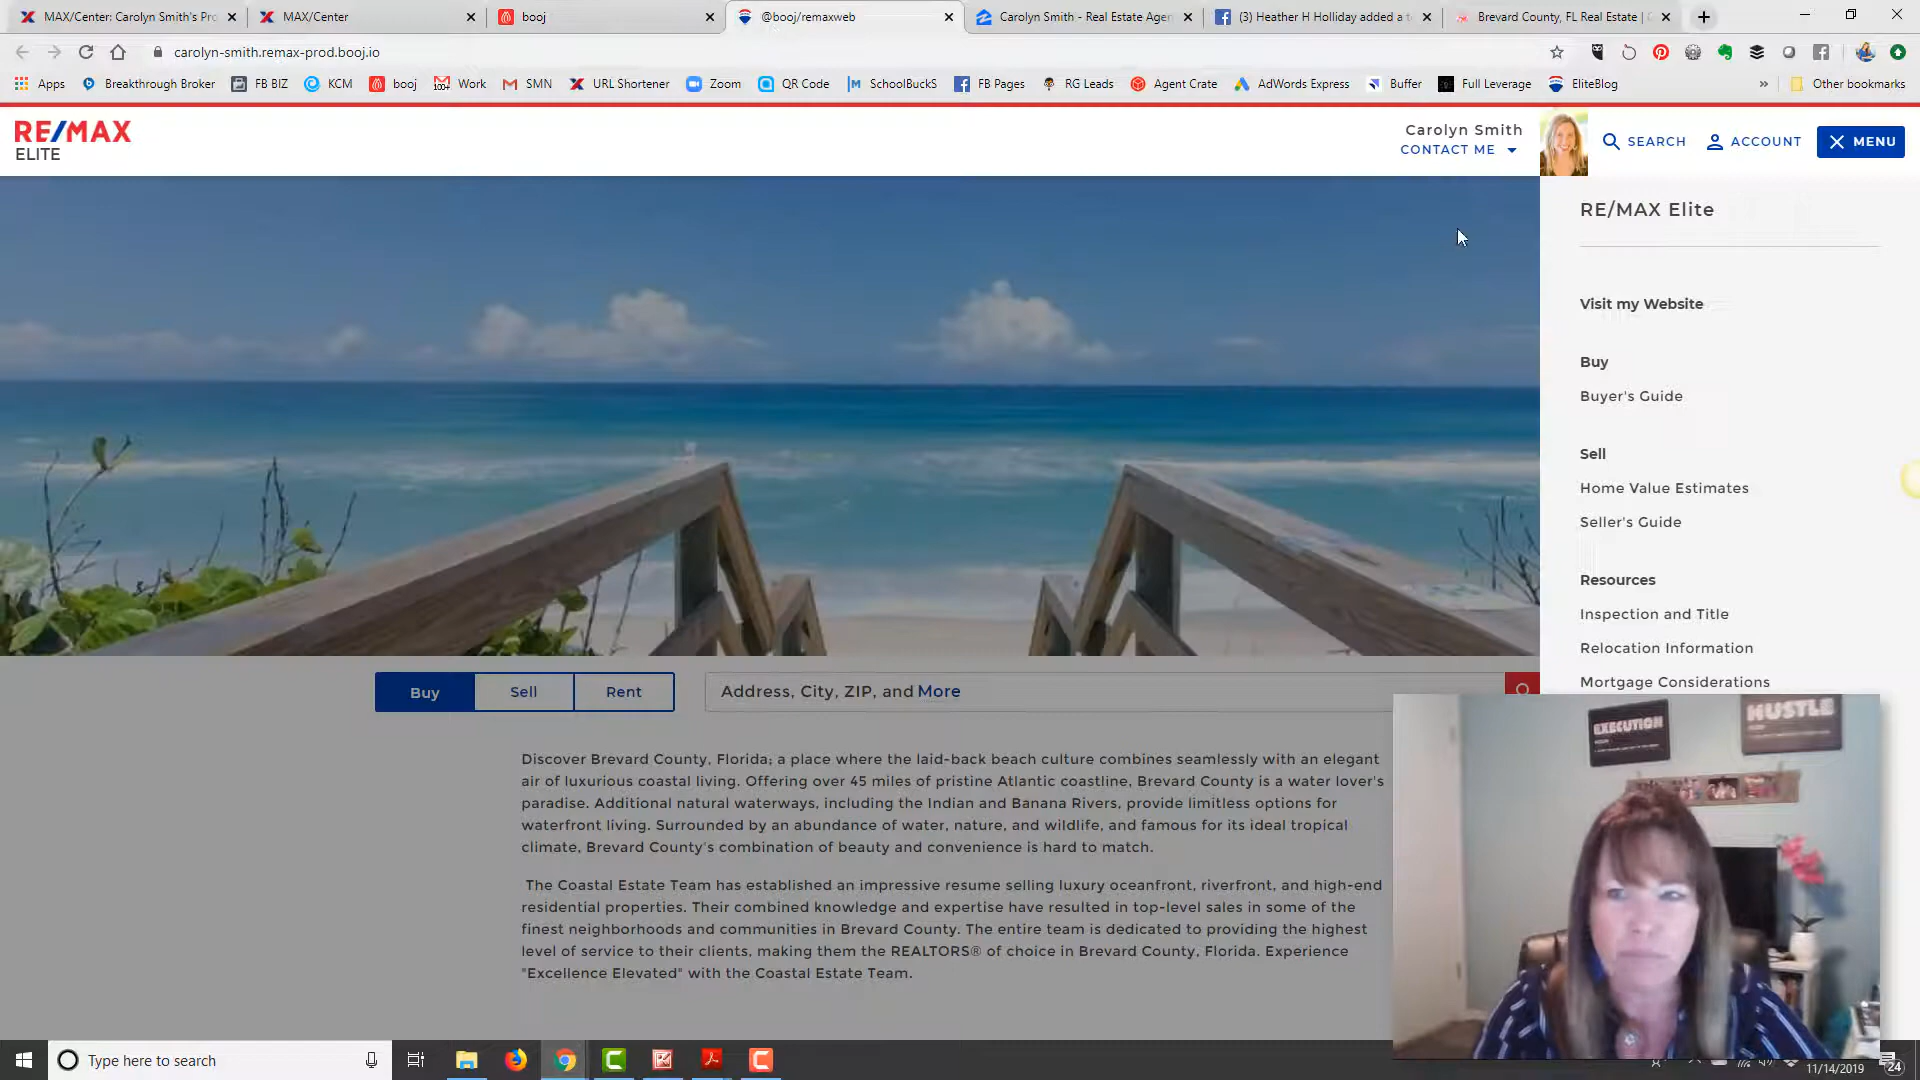 MAX/Center: Carolyn Smith's Pro
MAX/Center
booj
@booj/remaxweb
Carolyn Smith - Real Estate Agen
(3) Heather H Holliday added a t
Brevard County, FL Real Estate |
carolyn-smith.remax-prod.booj.io
Apps
Breakthrough Broker
FB BIZ
KCM
booj
100+
Work
SMN
URL Shortener
Zoom
QR Code
SchoolBuckS
FB Pages
RG Leads
Agent Crate
AdWords Express
Buffer
Full Leverage
EliteBlog
»
Other bookmarks
RE/MAX
ELITE
Carolyn Smith
CONTACT ME
SEARCH
ACCOUNT
MENU
RE/MAX Elite
Visit my Website
Buy
Buyer's Guide
Sell
Home Value Estimates
Seller's Guide
Resources
Inspection and Title
Relocation Information
Mortgage Considerations
Buy
Sell
Rent
Address, City, ZIP, and More
Discover Brevard County, Florida; a place where the laid-back beach culture combines seamlessly with an elegant
air of luxurious coastal living. Offering over 45 miles of pristine Atlantic coastline, Brevard County is a water lover's
paradise. Additional natural waterways, including the Indian and Banana Rivers, provide limitless options for
waterfront living. Surrounded by an abundance of water, nature, and wildlife, and famous for its ideal tropical
climate, Brevard County's combination of beauty and convenience is hard to match.
The Coastal Estate Team has established an impressive resume selling luxury oceanfront, riverfront, and high-end
residential properties. Their combined knowledge and expertise have resulted in top-level sales in some of the
finest neighborhoods and communities in Brevard County. The entire team is dedicated to providing the highest
level of service to their clients, making them the REALTORS® of choice in Brevard County, Florida. Experience
"Excellence Elevated" with the Coastal Estate Team.
EXECUTION
HUSTLE
Type here to search
11/14/2019
24